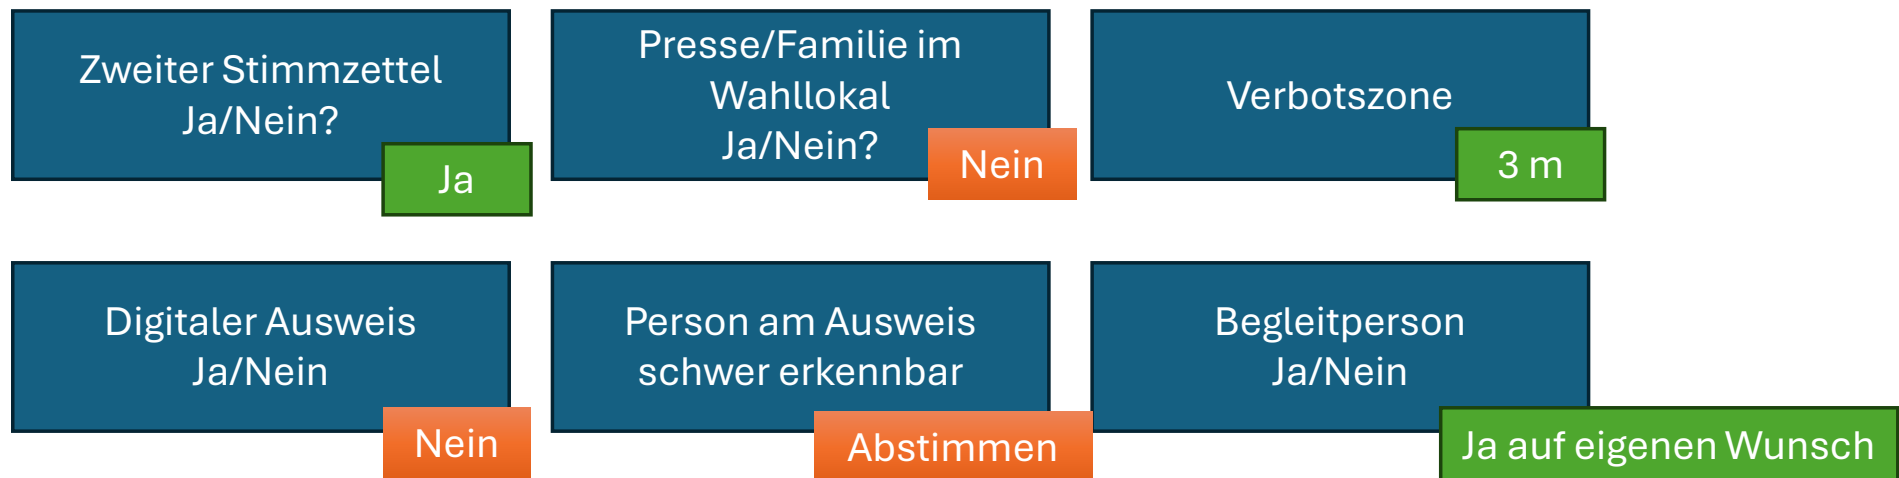 Zweiter Stimmzettel
Ja/Nein?
Ja
Presse/Familie im
Wahllokal
Ja/Nein?
Nein
Verbotszone
3 m
Digitaler Ausweis
Ja/Nein
Nein
Person am Ausweis
schwer erkennbar
Abstimmen
Begleitperson
Ja/Nein
Ja auf eigenen Wunsch